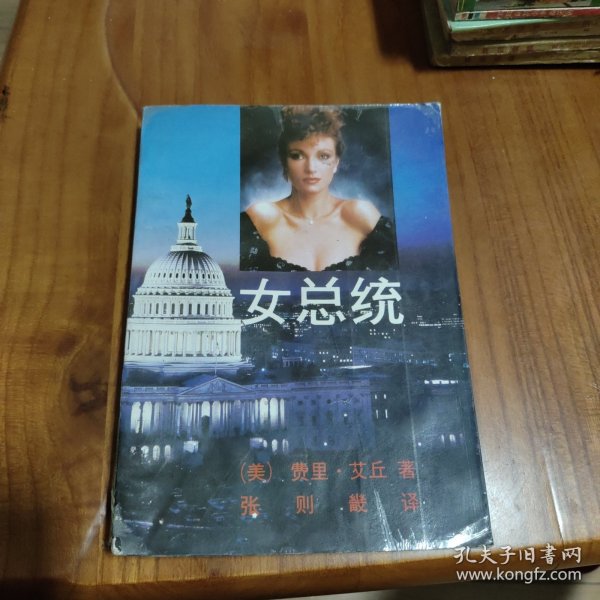 女总统
(美) 费里·艾丘 著
张则 译
孔夫子旧书网
www.kongfz.com